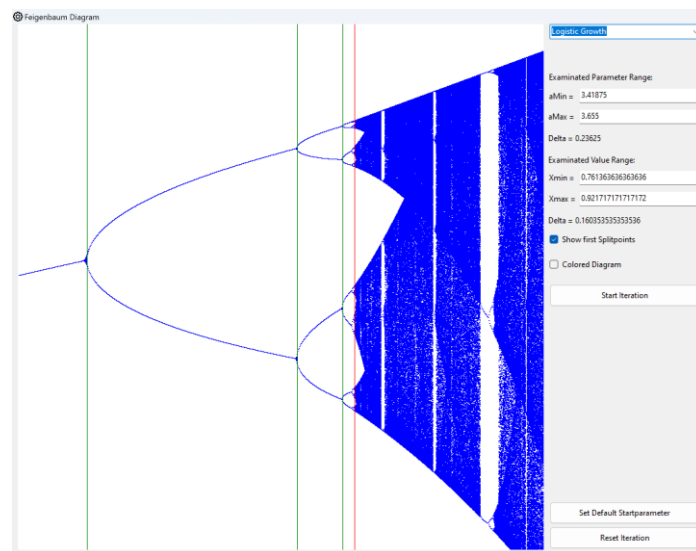 Feigenbaum Diagram
Logistic Growth
Examinated Parameter Range:
aMin = 3.41875
aMax = 3.655
Delta = 0.23625
Examinated Value Range:
Xmin = 0.761363636363636
Xmax = 0.921717171717172
Delta = 0.160353535353536
Show first Splitpoints
Colored Diagram
Start Iteration
Set Default Startparameter
Reset Iteration